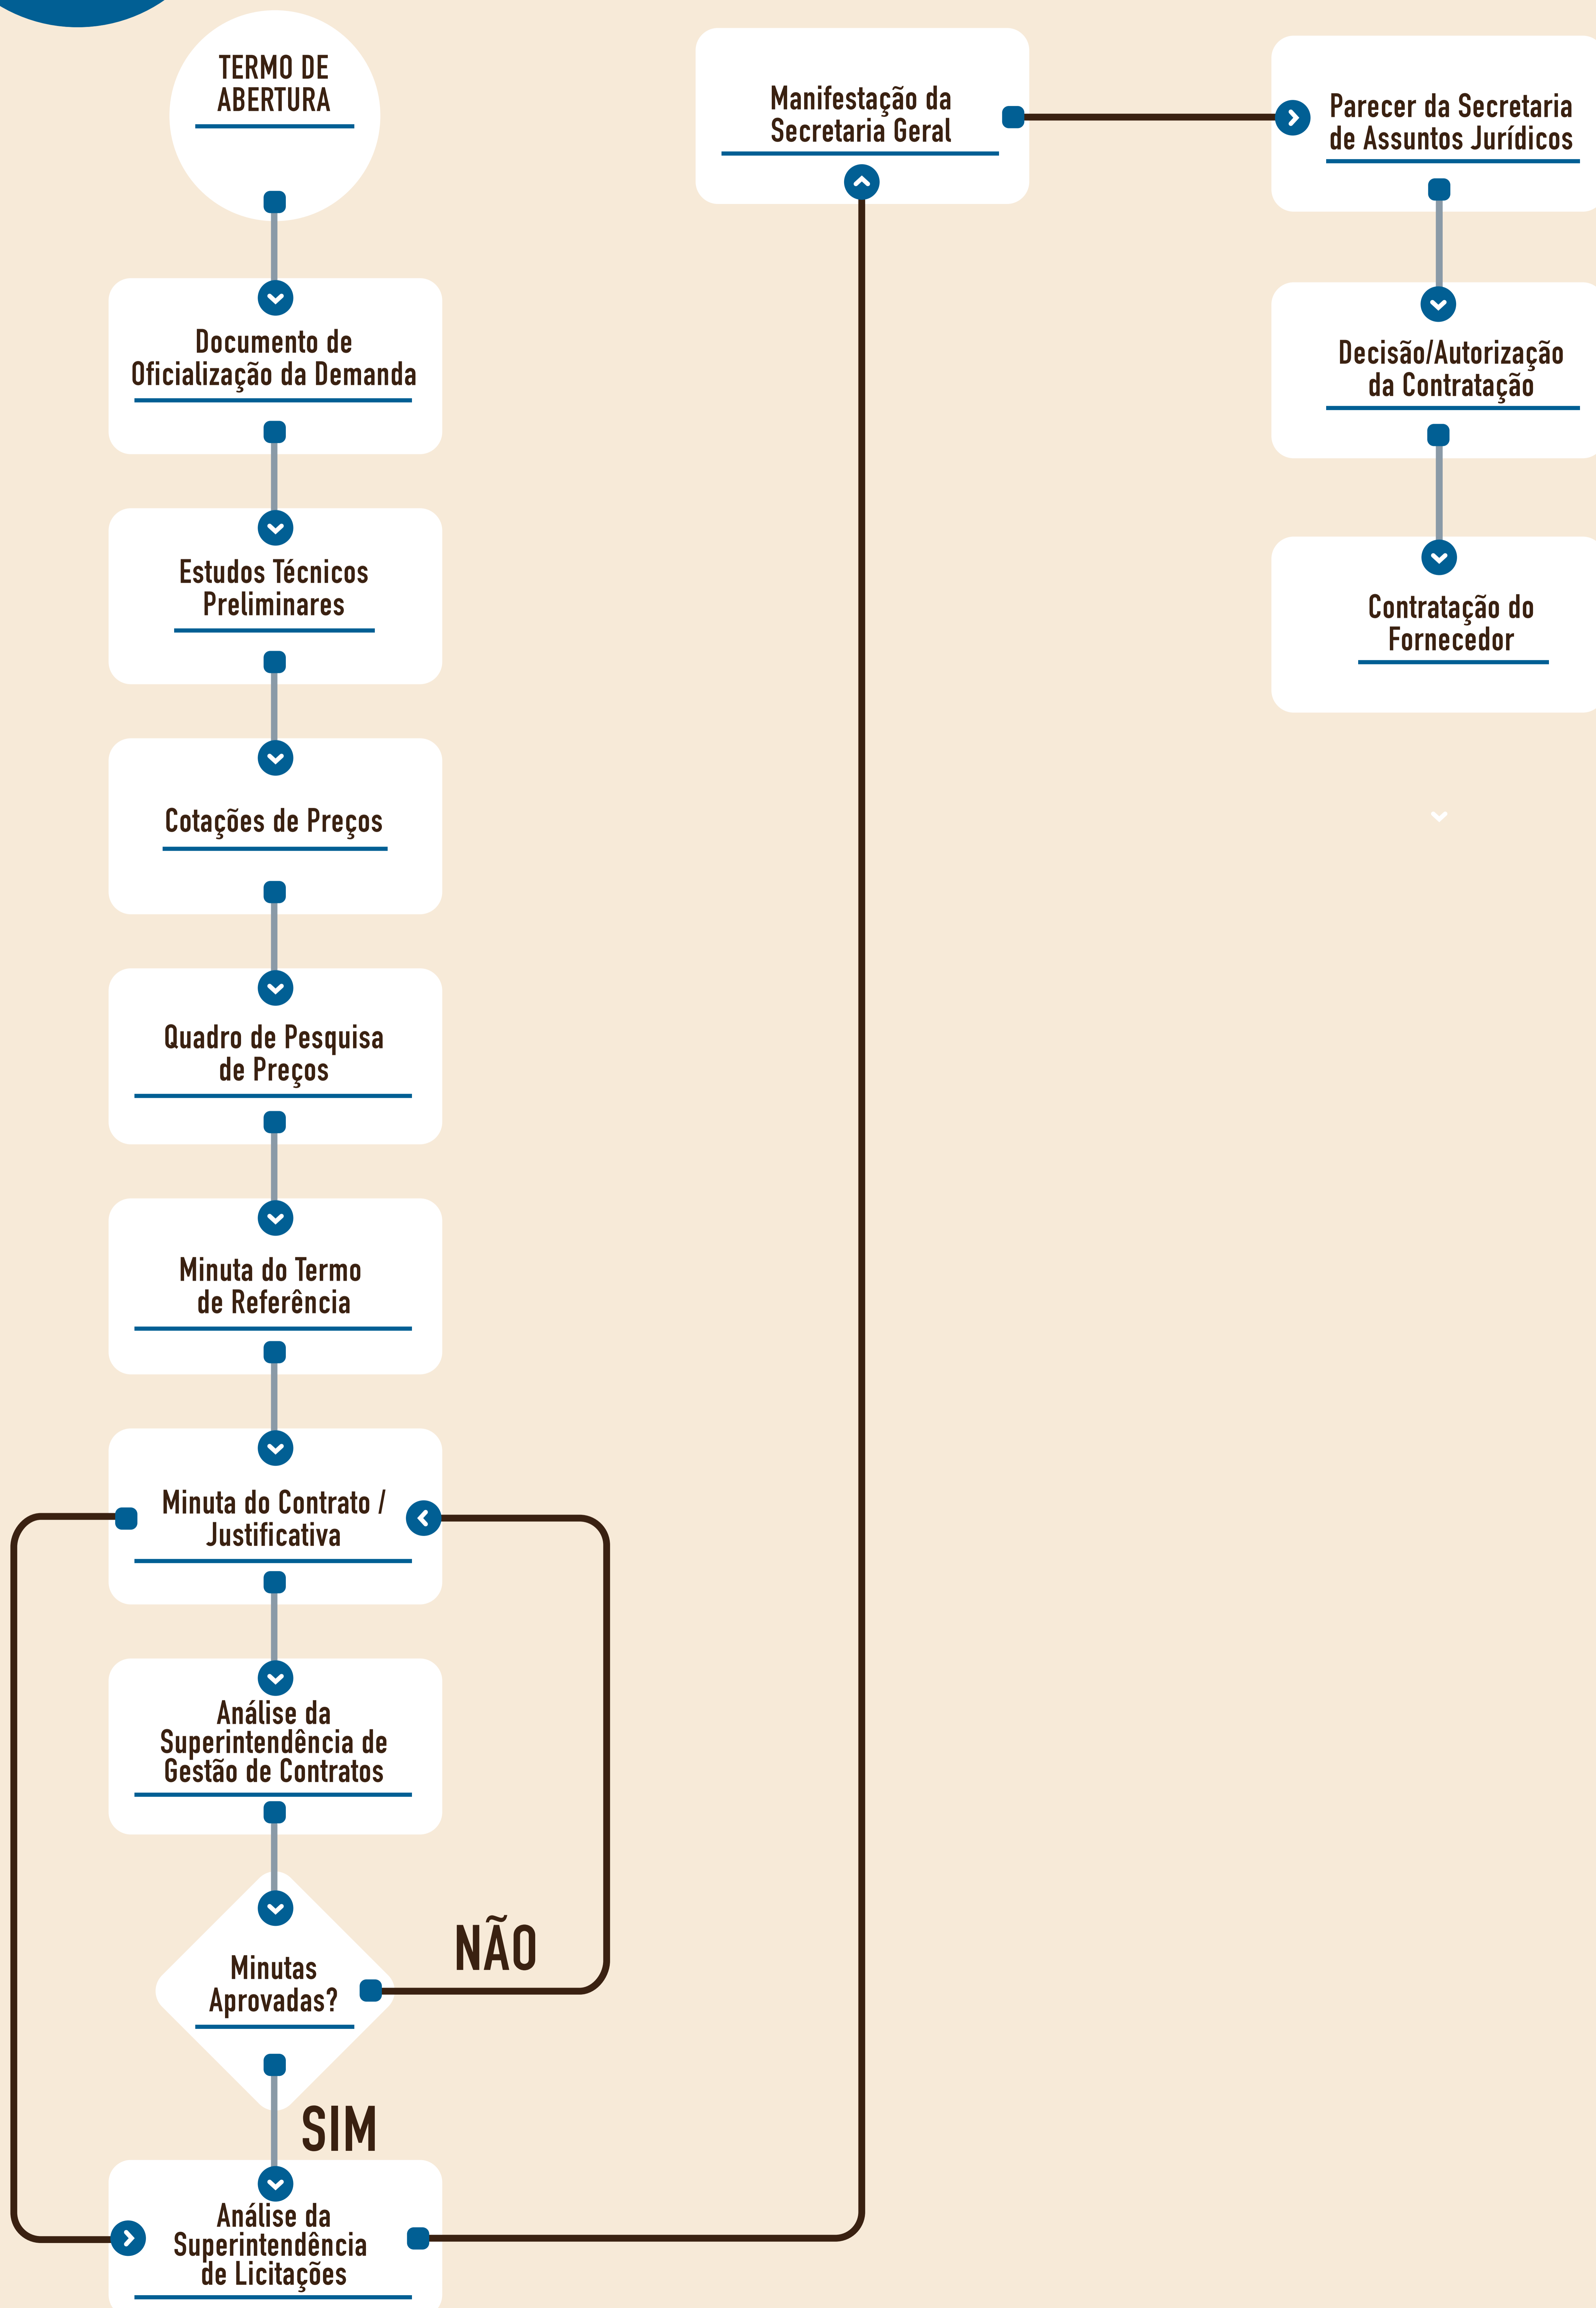 TERMO DE
ABERTURA
Documento de
Oficialização da Demanda
Estudos Técnicos
Preliminares
Cotações de Preços
Quadro de Pesquisa
de Preços
Minuta do Termo
de Referência
Minuta do Contrato /
Justificativa
Análise da
Superintendência de
Gestão de Contratos
Minutas
Aprovadas?
NÃO
SIM
Análise da
Superintendência
de Licitações
Manifestação da
Secretaria Geral
Parecer da Secretaria
de Assuntos Jurídicos
Decisão/Autorização
da Contratação
Contratação do
Fornecedor